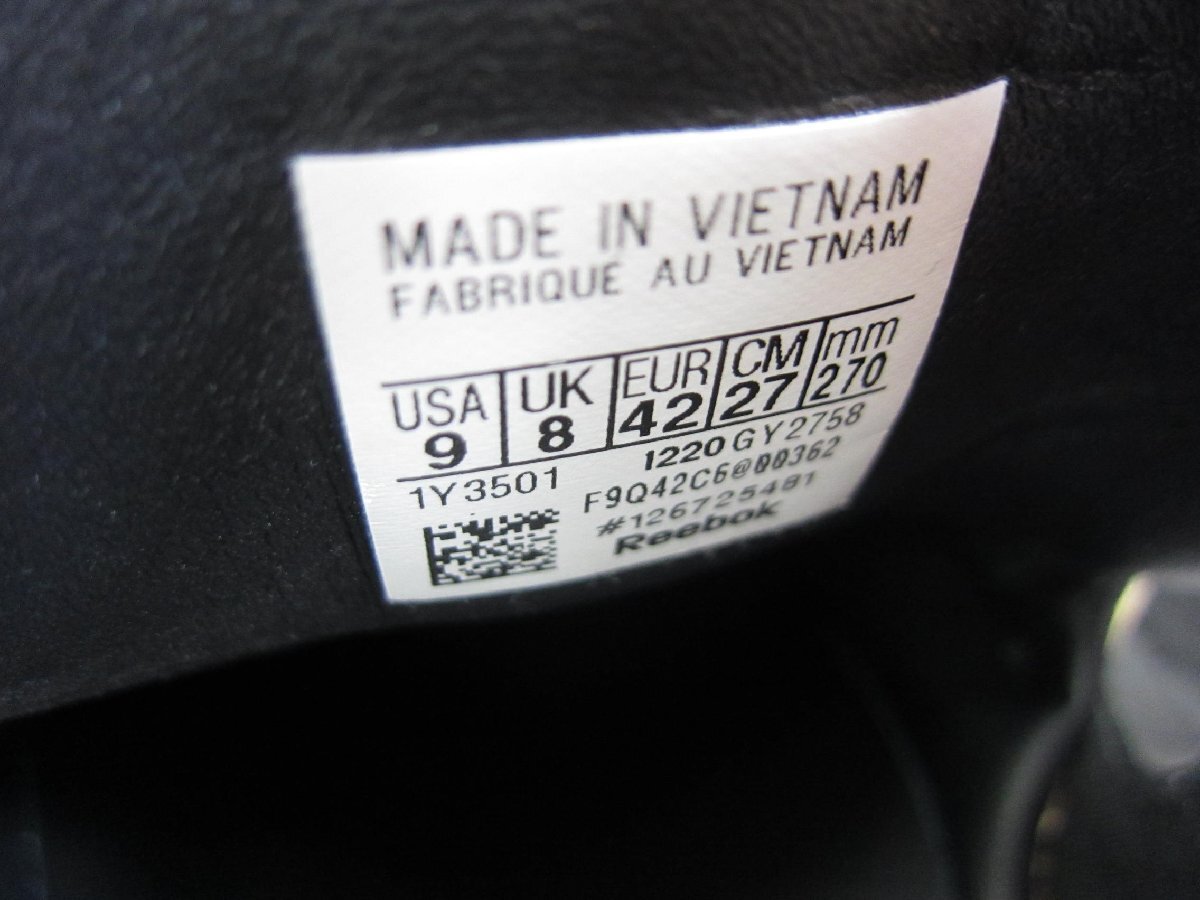 MADE IN VIETNAM
FABRIQUE AU VIETNAM
USA UK EUR CM mm
9 8 42 27 270
1Y3501 1220 GY2758
F9Q42C6@00362
#126725481
Reebok